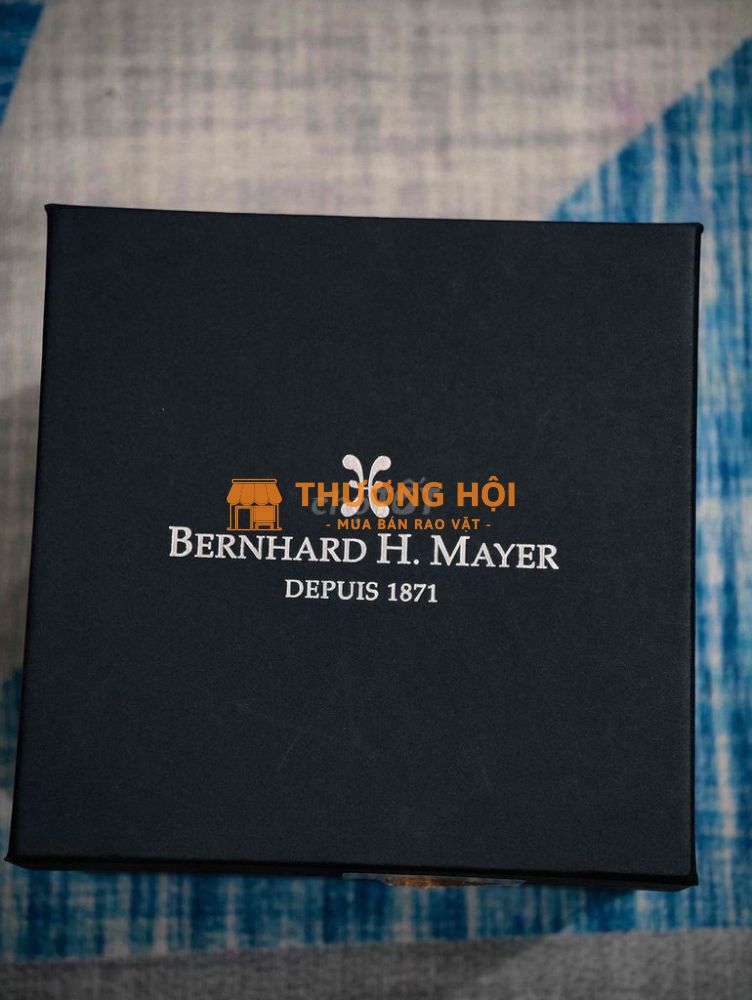 THƯƠNG HỘI
- MUA BÁN RAO VẶT -
BERNHARD H. MAYER
DEPUIS 1871